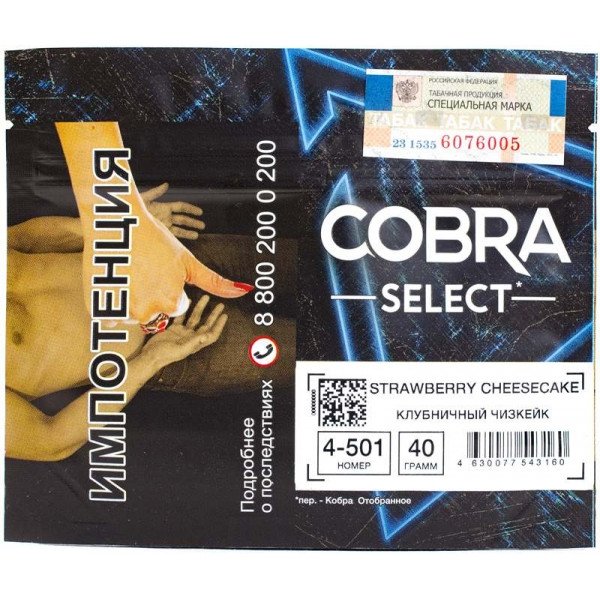 ИМПОТЕНЦИЯ
Подробнее
о последствиях 8 800 200 0 200
РОССИЙСКАЯ ФЕДЕРАЦИЯ
ТАБАЧНАЯ ПРОДУКЦИЯ
СПЕЦИАЛЬНАЯ МАРКА
ТАБАК ТАБАК ТАБАК
23 1535 6076005
COBRA
SELECT*
STRAWBERRY CHEESECAKE
КЛУБНИЧНЫЙ ЧИЗКЕЙК
4-501 40
НОМЕР ГРАММ
4 630077 543160
*пер. - Кобра Отобранное